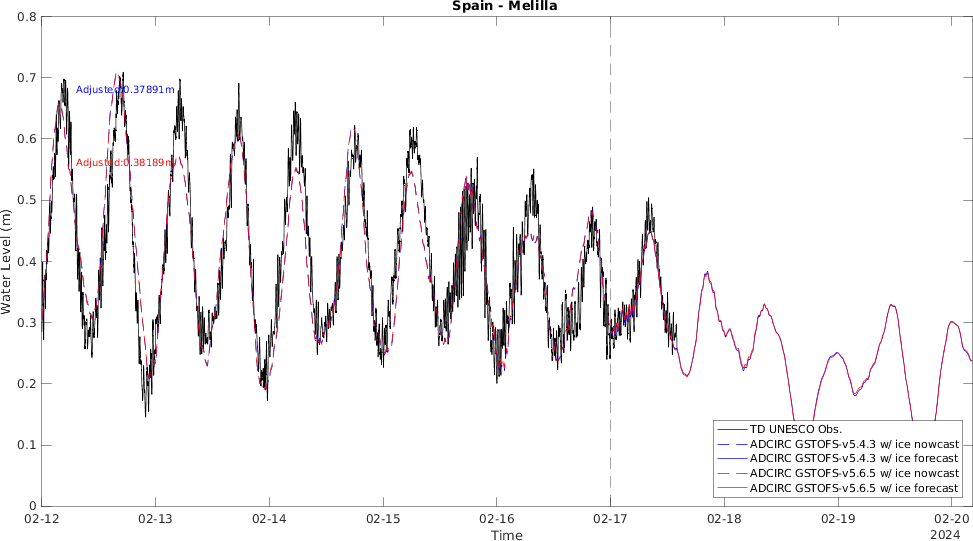 Spain - Melilla
0.8
0.7
0.6
0.5
0.4
0.3
0.2
0.1
0
Water Level (m)
Adjusted:0.37891m
Adjusted:0.38189m
TD UNESCO Obs.
ADCIRC GSTOFS-v5.4.3 w/ ice nowcast
ADCIRC GSTOFS-v5.4.3 w/ ice forecast
ADCIRC GSTOFS-v5.6.5 w/ ice nowcast
ADCIRC GSTOFS-v5.6.5 w/ ice forecast
02-12 02-13 02-14 02-15 02-16 02-17 02-18 02-19 02-20
Time
2024